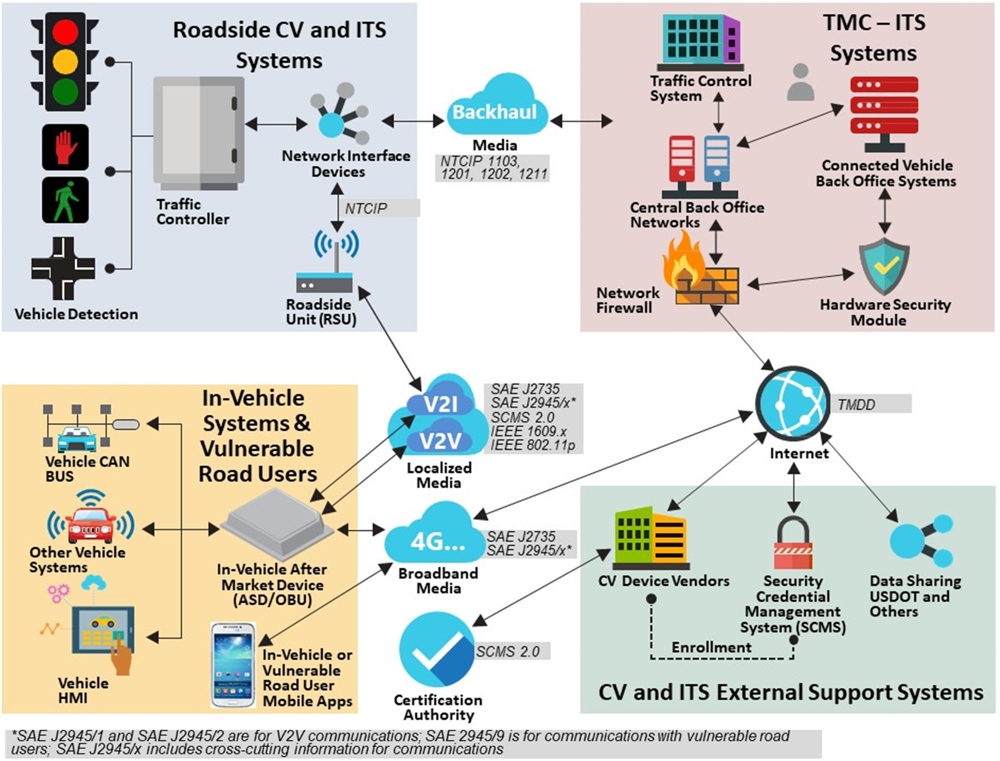 Roadside CV and ITS
Systems
Traffic
Controller
Network Interface
Devices
NTCIP
Roadside
Unit (RSU)
Vehicle Detection
Backhaul
Media
NTCIP 1103,
1201, 1202, 1211
TMC – ITS
Systems
Traffic Control
System
Connected Vehicle
Back Office Systems
Central Back Office
Networks
Network
Firewall
Hardware Security
Module
In-Vehicle
Systems &
Vulnerable
Road Users
Vehicle CAN
BUS
Other Vehicle
Systems
Vehicle
HMI
In-Vehicle After
Market Device
(ASD/OBU)
In-Vehicle or
Vulnerable
Road User
Mobile Apps
V2I
V2V
Localized
Media
SAE J2735
SAE J2945/x*
SCMS 2.0
IEEE 1609.x
IEEE 802.11p
4G...
Broadband
Media
SAE J2735
SAE J2945/x*
Certification
Authority
SCMS 2.0
Internet
TMDD
CV Device Vendors
Security
Credential
Management
System (SCMS)
Data Sharing
USDOT and
Others
Enrollment
CV and ITS External Support Systems
*SAE J2945/1 and SAE J2945/2 are for V2V communications; SAE 2945/9 is for communications with vulnerable road
users; SAE J2945/x includes cross-cutting information for communications